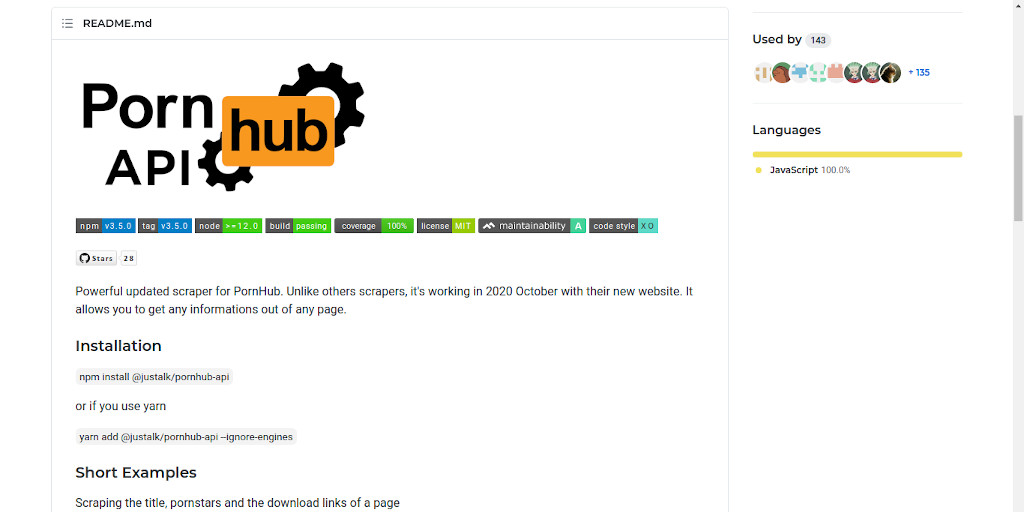 README.md
Porn
hub
API
npm v3.5.0 tag v3.5.0 node >=12.0 build passing coverage 100% license MIT maintainability A code style XO
Stars 28
Powerful updated scraper for PornHub. Unlike others scrapers, it's working in 2020 October with their new website. It
allows you to get any informations out of any page.
Installation
npm install @justalk/pornhub-api
or if you use yarn
yarn add @justalk/pornhub-api --ignore-engines
Short Examples
Scraping the title, pornstars and the download links of a page
Used by 143
+ 135
Languages
JavaScript 100.0%